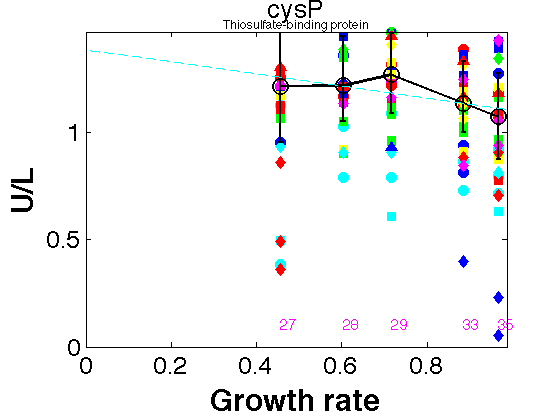 cysP
Thiosulfate-binding protein
1
U/L
0.5
27 28 29 33 35
0
0 0.2 0.4 0.6 0.8
Growth rate